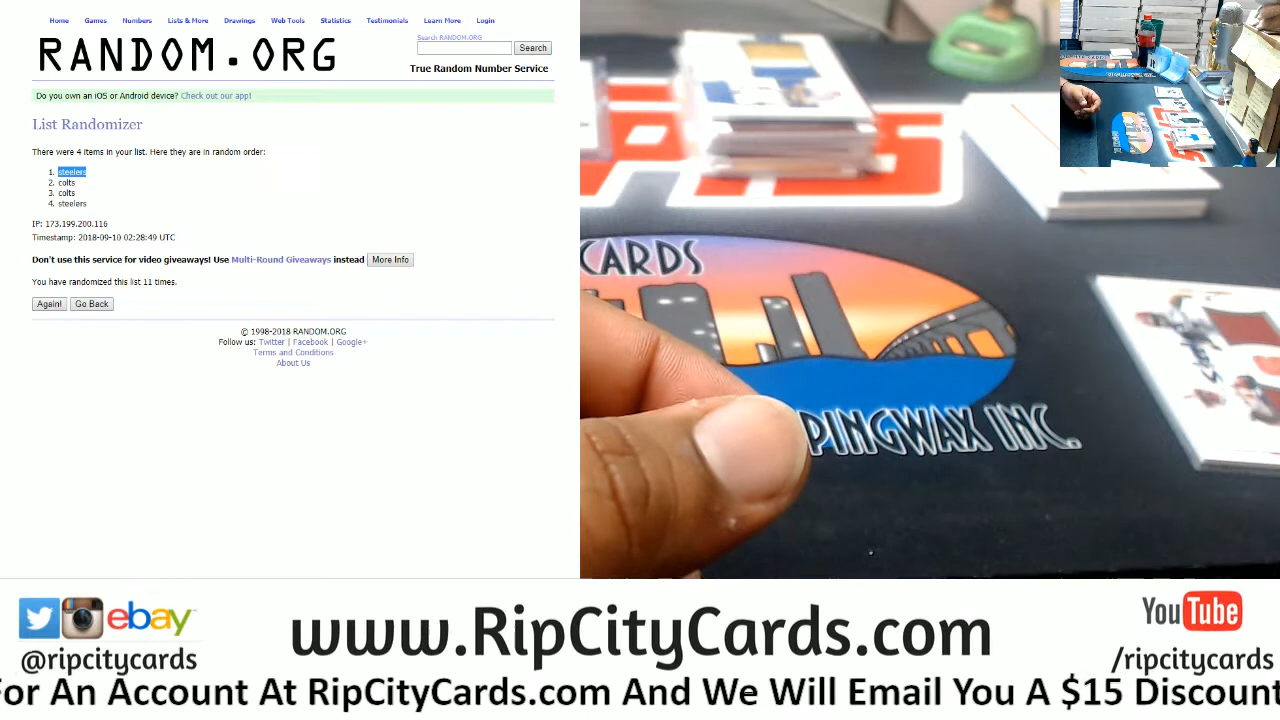 Home Games Numbers Lists & More Drawings Web Tools Statistics Testimonials Learn More Login
RANDOM.ORG
Search RANDOM.ORG
Search
True Random Number Service
Do you own an iOS or Android device? Check out our app!
List Randomizer
There were 4 items in your list. Here they are in random order:
1. steelers
2. colts
3. colts
4. steelers
IP: 173.199.200.116
Timestamp: 2018-09-10 02:28:49 UTC
Don't use this service for video giveaways! Use Multi-Round Giveaways instead More Info
You have randomized this list 11 times.
Again! Go Back
© 1998-2018 RANDOM.ORG
Follow us: Twitter | Facebook | Google+
Terms and Conditions
About Us
CARDS
PINGWAX INC.
ebay
@ripcitycards
www.RipCityCards.com
YouTube
/ripcitycards
For An Account At RipCityCards.com And We Will Email You A $15 Discount